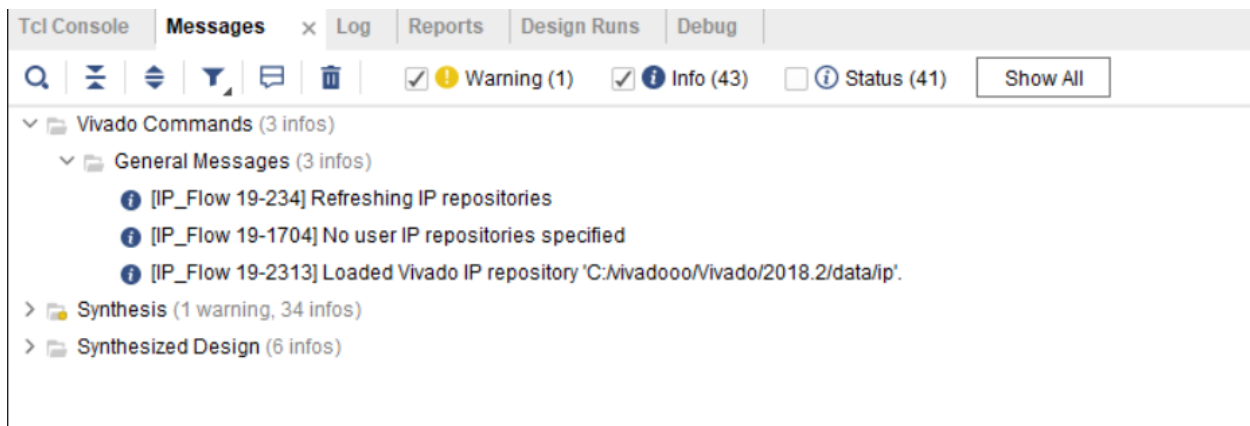 Tcl Console Messages × Log Reports Design Runs Debug
Warning (1) Info (43) Status (41) Show All
Vivado Commands (3 infos)
General Messages (3 infos)
[IP_Flow 19-234] Refreshing IP repositories
[IP_Flow 19-1704] No user IP repositories specified
[IP_Flow 19-2313] Loaded Vivado IP repository 'C:/vivadooo/Vivado/2018.2/data/ip'.
Synthesis (1 warning, 34 infos)
Synthesized Design (6 infos)